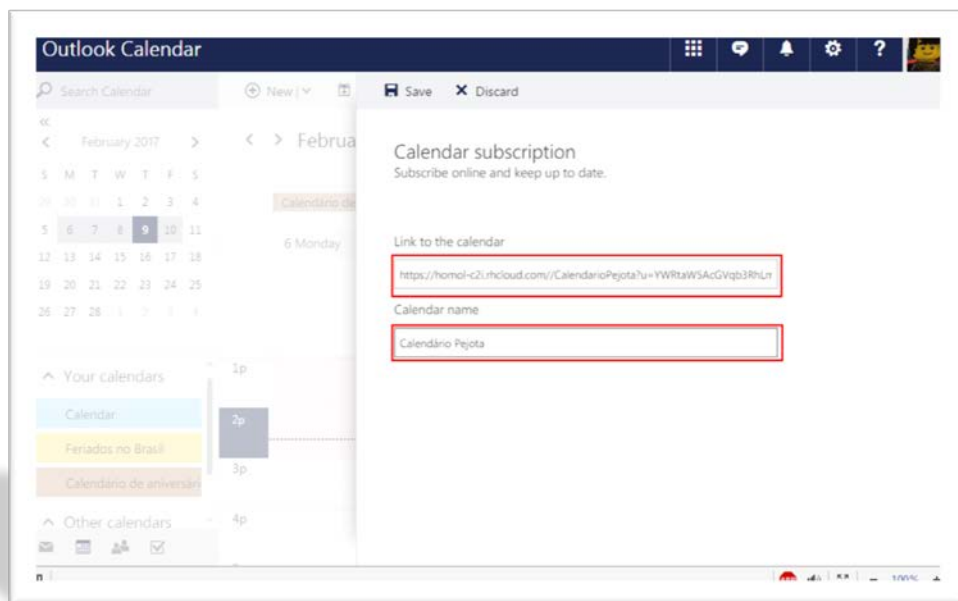 Outlook Calendar
?
Search Calendar
New
Save
Discard
February 2017
Februa
S M T W T F S
29 30 31 1 2 3 4
5 6 7 8 9 10 11
12 13 14 15 16 17 18
19 20 21 22 23 24 25
26 27 28 1 2 3 4
Calendário de
6 Monday
Calendar subscription
Subscribe online and keep up to date.
Link to the calendar
https://homol-c2i.rhcloud.com//CalendarioPejota?u=YWRtaW5AcGVqb3RhLm
Calendar name
Calendário Pejota
Your calendars
Calendar
Feriados no Brasil
Calendário de aniversári
Other calendars
1p
2p
3p
4p
100%